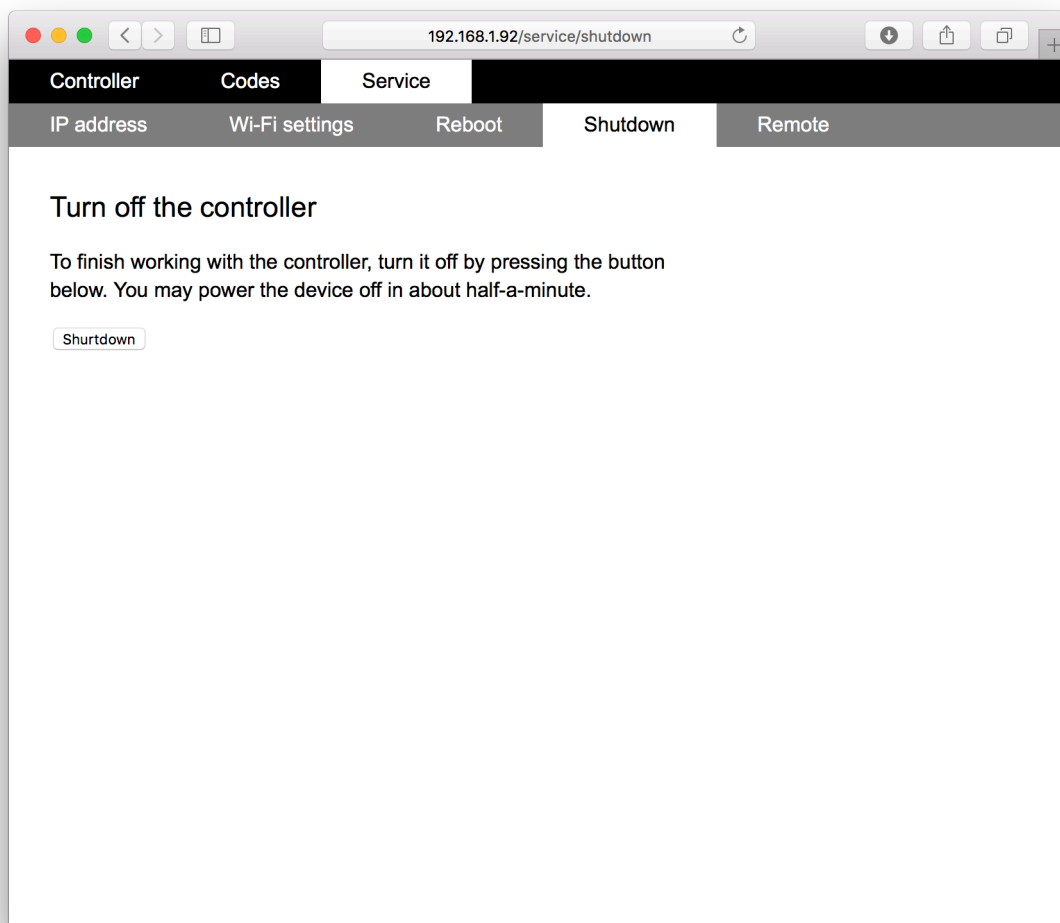 192.168.1.92/service/shutdown
Controller Codes Service
IP address Wi-Fi settings Reboot Shutdown Remote
Turn off the controller
To finish working with the controller, turn it off by pressing the button
below. You may power the device off in about half-a-minute.
Shurtdown